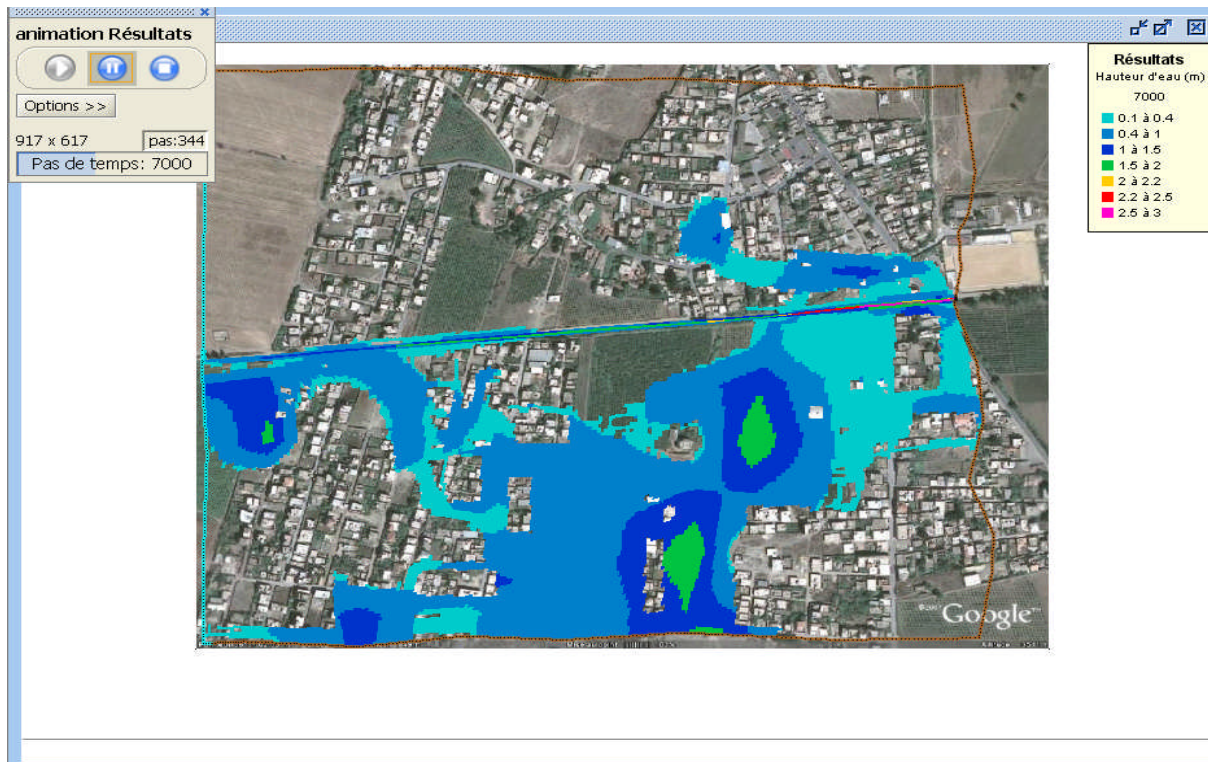 animation Résultats
Options >>
917 x 617
pas:344
Pas de temps: 7000
Résultats
Hauteur d'eau (m)
7000
0.1 à 0.4
0.4 à 1
1 à 1.5
1.5 à 2
2 à 2.2
2.2 à 2.5
2.5 à 3
Google™